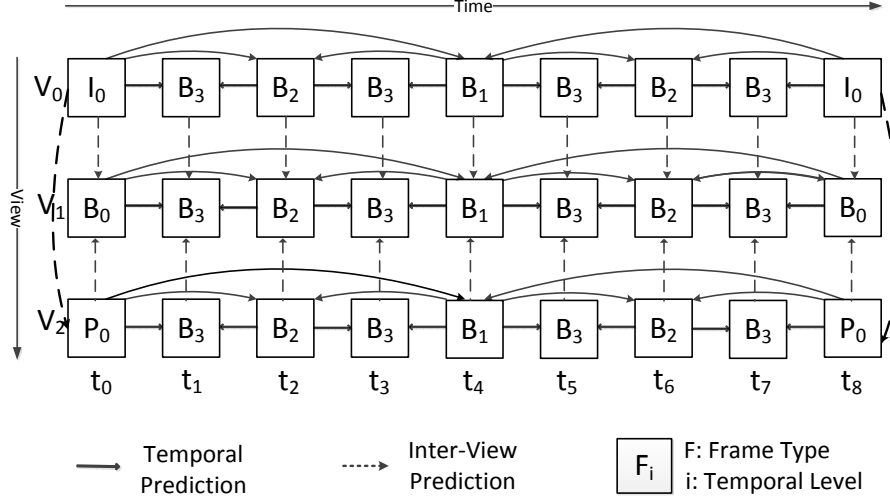 Time
View
V0 I0 B3 B2 B3 B1 B3 B2 B3 I0
V1 B0 B3 B2 B3 B1 B3 B2 B3 B0
V2 P0 B3 B2 B3 B1 B3 B2 B3 P0
t0 t1 t2 t3 t4 t5 t6 t7 t8
Temporal Prediction
Inter-View Prediction
Fi
F: Frame Type
i: Temporal Level